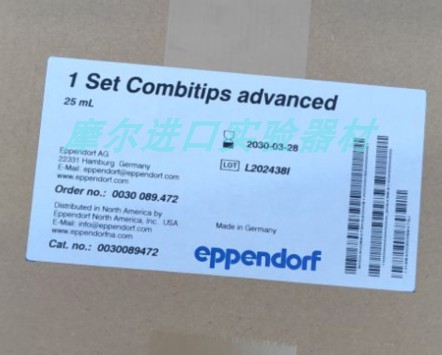 1 Set Combitips advanced
25 mL
摩尔进口实验器材
2030-03-28
Eppendorf AG
22331 Hamburg Germany
E-Mail: eppendorf@eppendorf.com
www.eppendorf.com
LOT L202438I
Order no.: 0030 089.472
Distributed in North America by
Eppendorf North America, Inc. USA
E-Mail: info@eppendorf.com
www.eppendorfna.com
Made in Germany
Cat. no.: 0030089472
eppendorf